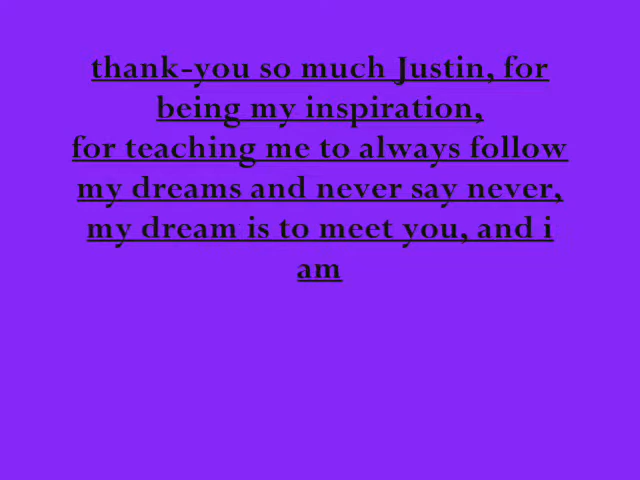 thank-you so much Justin, for
being my inspiration,
for teaching me to always follow
my dreams and never say never,
my dream is to meet you, and i
am